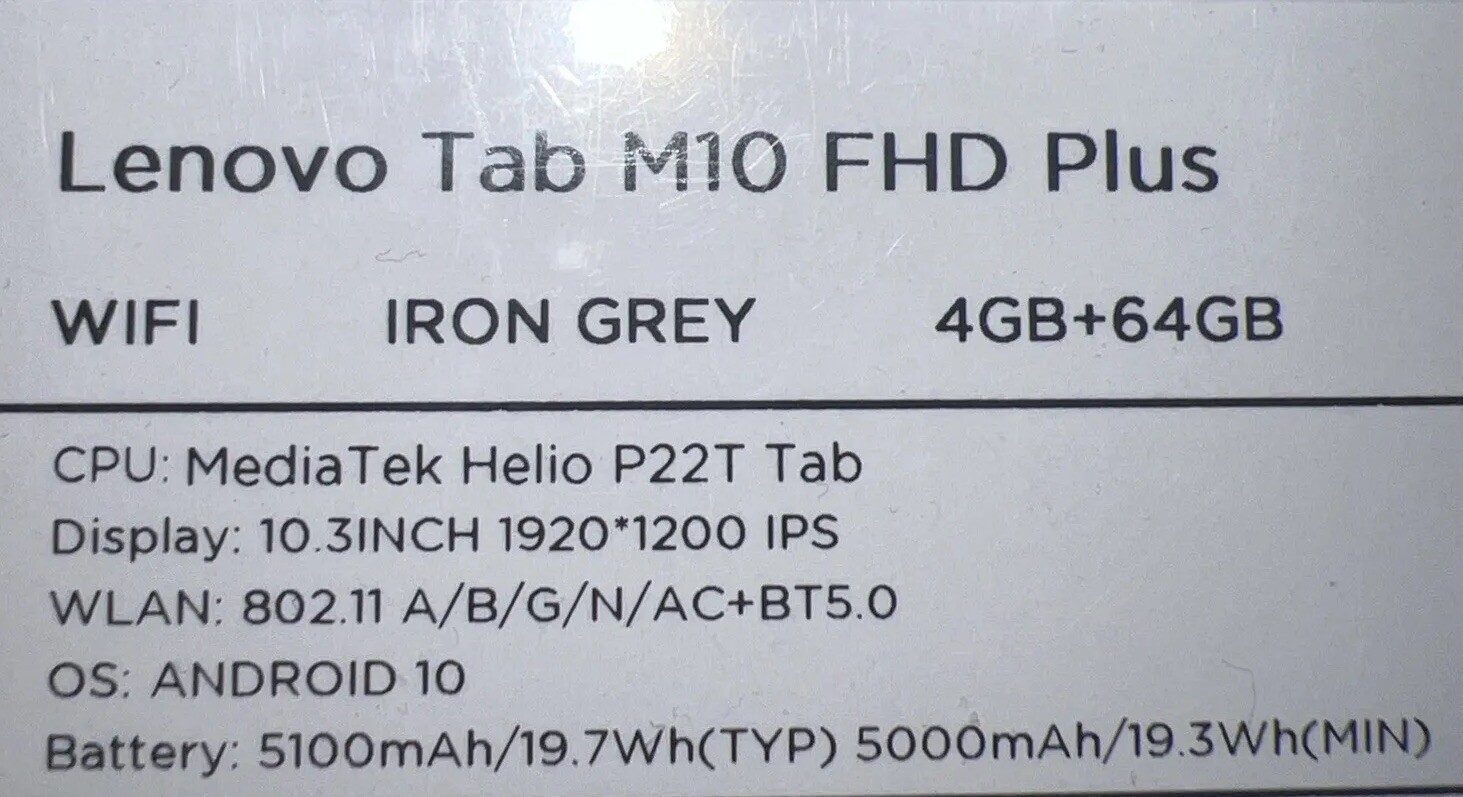 Lenovo Tab M10 FHD Plus
WIFI IRON GREY 4GB+64GB
CPU: MediaTek Helio P22T Tab
Display: 10.3INCH 1920*1200 IPS
WLAN: 802.11 A/B/G/N/AC+BT5.0
OS: ANDROID 10
Battery: 5100mAh/19.7Wh(TYP) 5000mAh/19.3Wh(MIN)